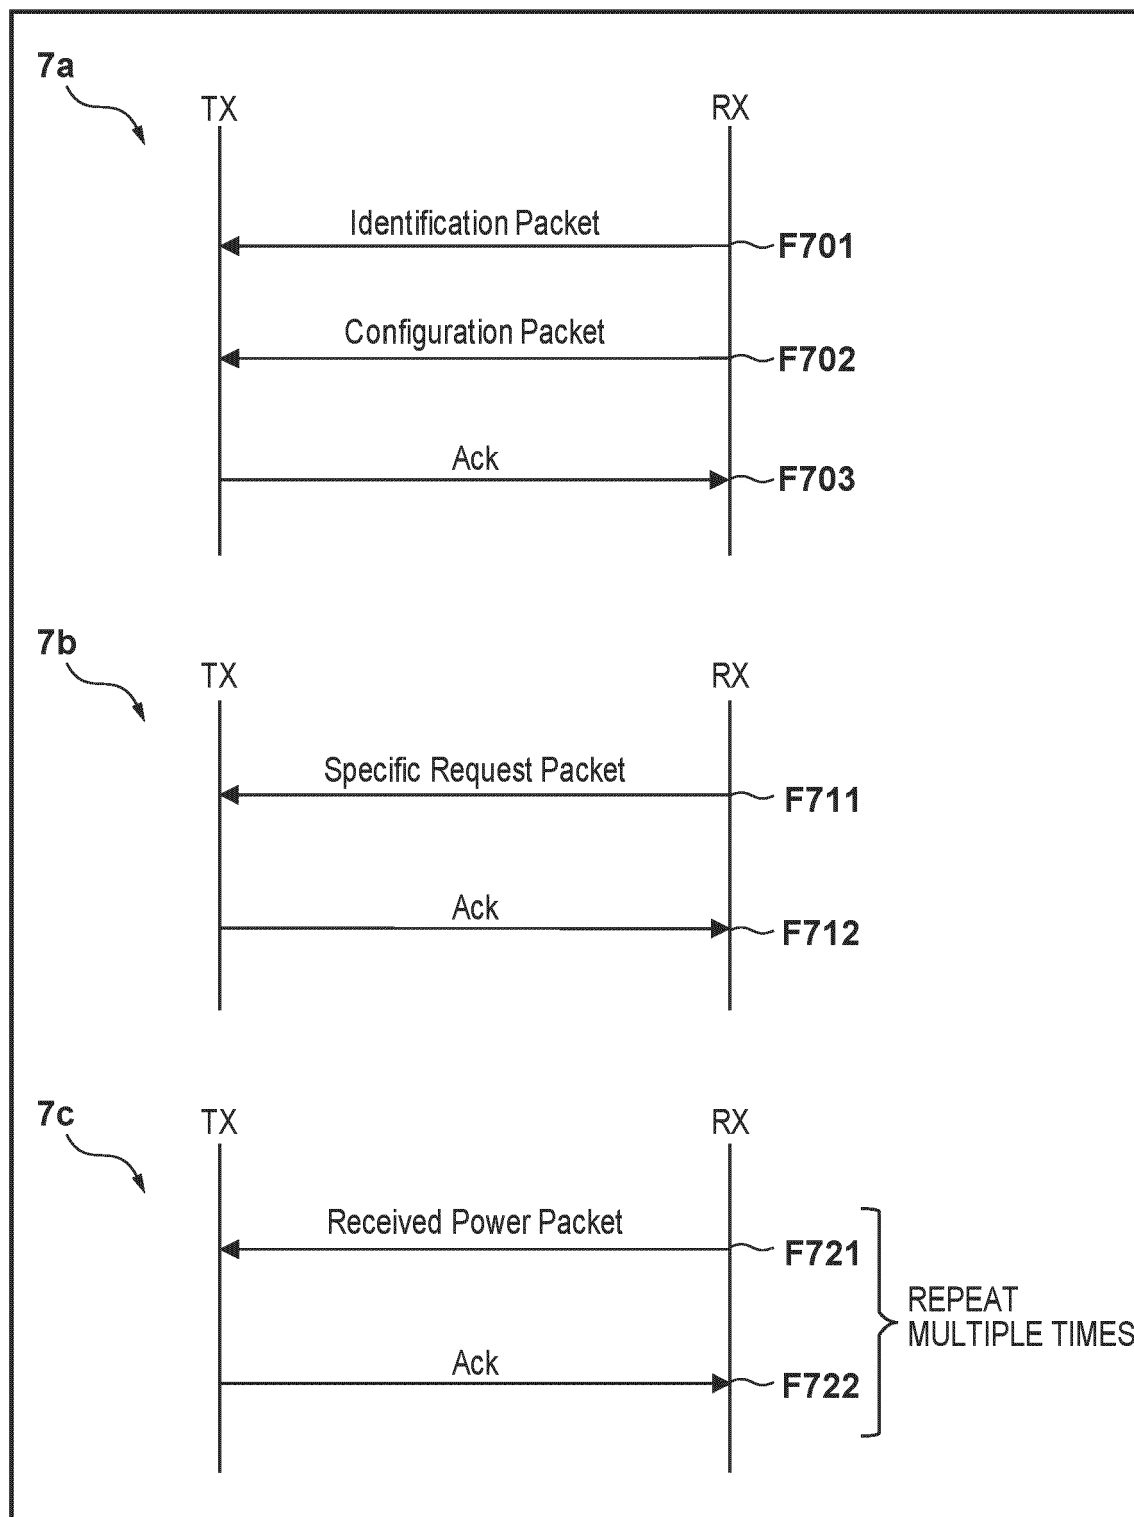 7a
TX RX
Identification Packet
F701
Configuration Packet
F702
Ack
F703
7b
TX RX
Specific Request Packet
F711
Ack
F712
7c
TX RX
Received Power Packet
F721
REPEAT
MULTIPLE TIMES
Ack
F722